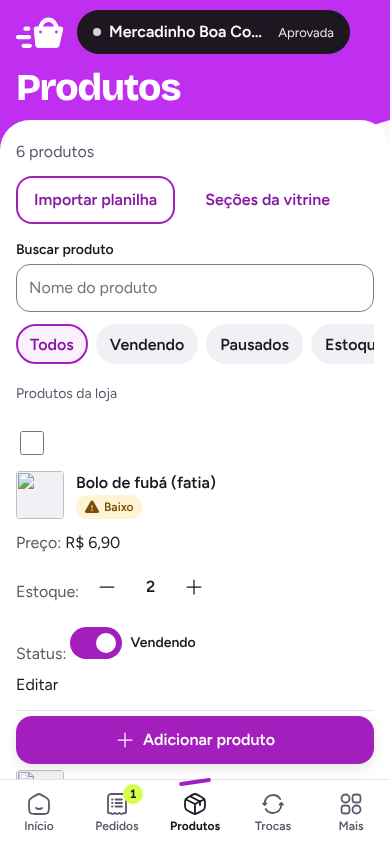 Mercadinho Boa Co... Aprovada
Produtos
6 produtos
Importar planilha Seções da vitrine
Buscar produto
Nome do produto
Todos Vendendo Pausados Estoqu
Produtos da loja
Bolo de fubá (fatia)
Baixo
Preço: R$ 6,90
Estoque: 2
Status: Vendendo
Editar
Adicionar produto
1
Início Pedidos Produtos Trocas Mais